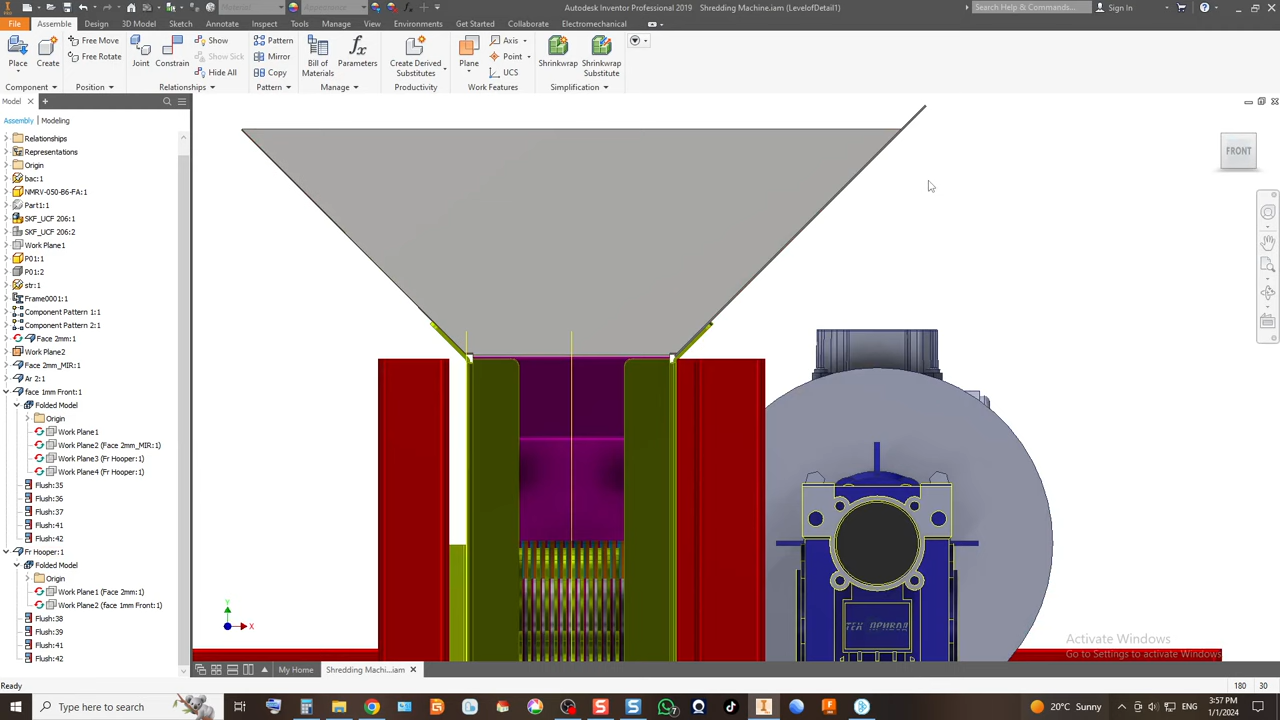 Material
Appearance
Autodesk Inventor Professional 2019   Shredding Machine.iam (LevelofDetail1)
Search Help & Commands...
Sign In
File
Assemble
Design
3D Model
Sketch
Annotate
Inspect
Tools
Manage
View
Environments
Get Started
Collaborate
Electromechanical
Place
Create
Free Move
Free Rotate
Joint
Constrain
Show
Show Sick
Hide All
Pattern
Mirror
Copy
Bill of
Materials
Parameters
Create Derived
Substitutes
Plane
Axis
Point
UCS
Shrinkwrap
Shrinkwrap
Substitute
Component
Position
Relationships
Pattern
Manage
Productivity
Work Features
Simplification
Model
Assembly
Modeling
Relationships
Representations
Origin
bac:1
NMRV-050-B6-FA:1
Part1:1
SKF_UCF 206:1
SKF_UCF 206:2
Work Plane1
P01:1
P01:2
str:1
Frame0001:1
Component Pattern 1:1
Component Pattern 2:1
Face 2mm:1
Work Plane2
Face 2mm_MIR:1
Ar 2:1
face 1mm Front:1
Folded Model
Origin
Work Plane1
Work Plane2 (Face 2mm_MIR:1)
Work Plane3 (Fr Hooper:1)
Work Plane4 (Fr Hooper:1)
Flush:35
Flush:36
Flush:37
Flush:41
Flush:42
Fr Hooper:1
Folded Model
Origin
Work Plane1 (Face 2mm:1)
Work Plane2 (face 1mm Front:1)
Flush:38
Flush:39
Flush:41
Flush:42
FRONT
ТЕХ ПРИВОД
Y
X
Activate Windows
Go to Settings to activate Windows.
My Home
Shredding Machi...iam
Ready
180
30
Type here to search
20°C Sunny
3:57 PM
1/1/2024